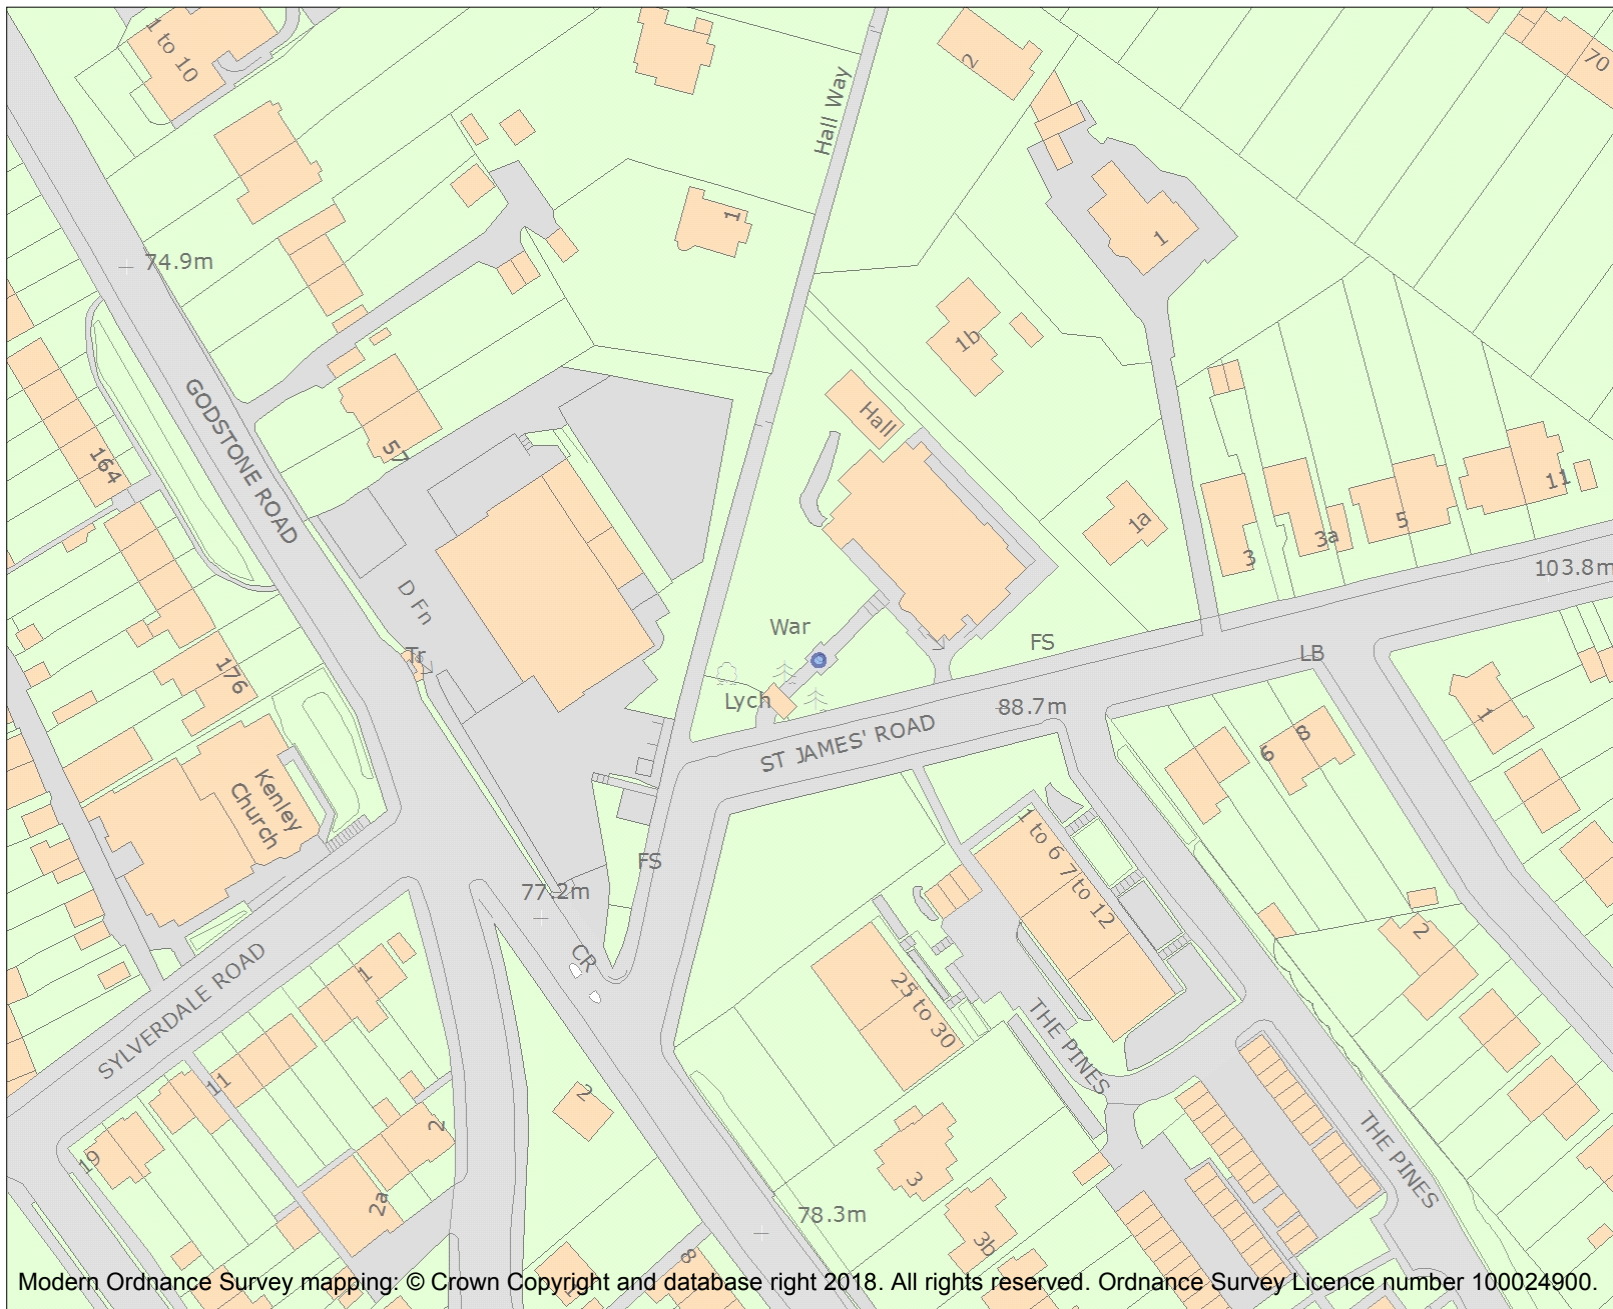 1 to 10
2
70
Hall Way
1
1
74.9m
1b
GODSTONE ROAD
Hall
57
164
11
1a
5
3a
3
103.8m
D Fn
War
FS
Tr
LB
176
Lych
88.7m
1
ST JAMES' ROAD
8
6
Kenley
Church
1 to 6
7 to 12
FS
77.2m
2
CR
1
25 to 30
SYLVERDALE ROAD
THE PINES
11
2
2
THE PINES
19
3
2a
78.3m
3b
8
1
Modern Ordnance Survey mapping: © Crown Copyright and database right 2018. All rights reserved. Ordnance Survey Licence number 100024900.